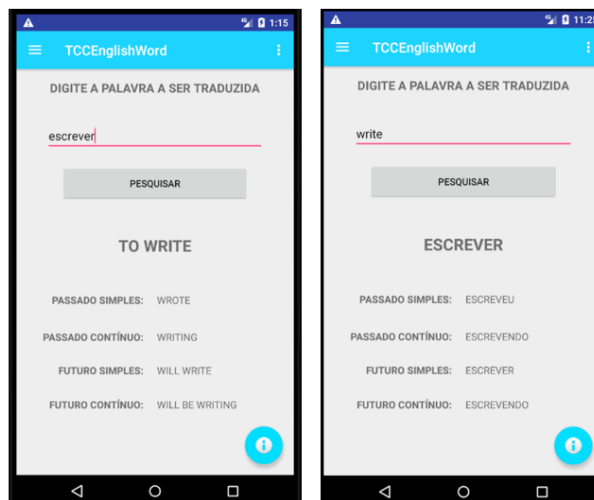 1:15
TCCEnglishWord
DIGITE A PALAVRA A SER TRADUZIDA
escrever
PESQUISAR
TO WRITE
PASSADO SIMPLES: WROTE
PASSADO CONTÍNUO: WRITING
FUTURO SIMPLES: WILL WRITE
FUTURO CONTÍNUO: WILL BE WRITING
11:25
TCCEnglishWord
DIGITE A PALAVRA A SER TRADUZIDA
write
PESQUISAR
ESCREVER
PASSADO SIMPLES: ESCREVEU
PASSADO CONTÍNUO: ESCREVENDO
FUTURO SIMPLES: ESCREVER
FUTURO CONTÍNUO: ESCREVENDO